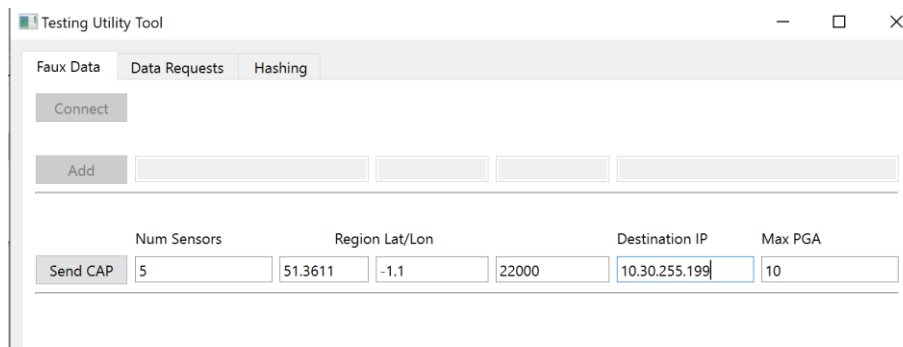 Testing Utility Tool
Faux Data Data Requests Hashing
Connect
Add
Num Sensors Region Lat/Lon Destination IP Max PGA
Send CAP 5 51.3611 -1.1 22000 10.30.255.199 10